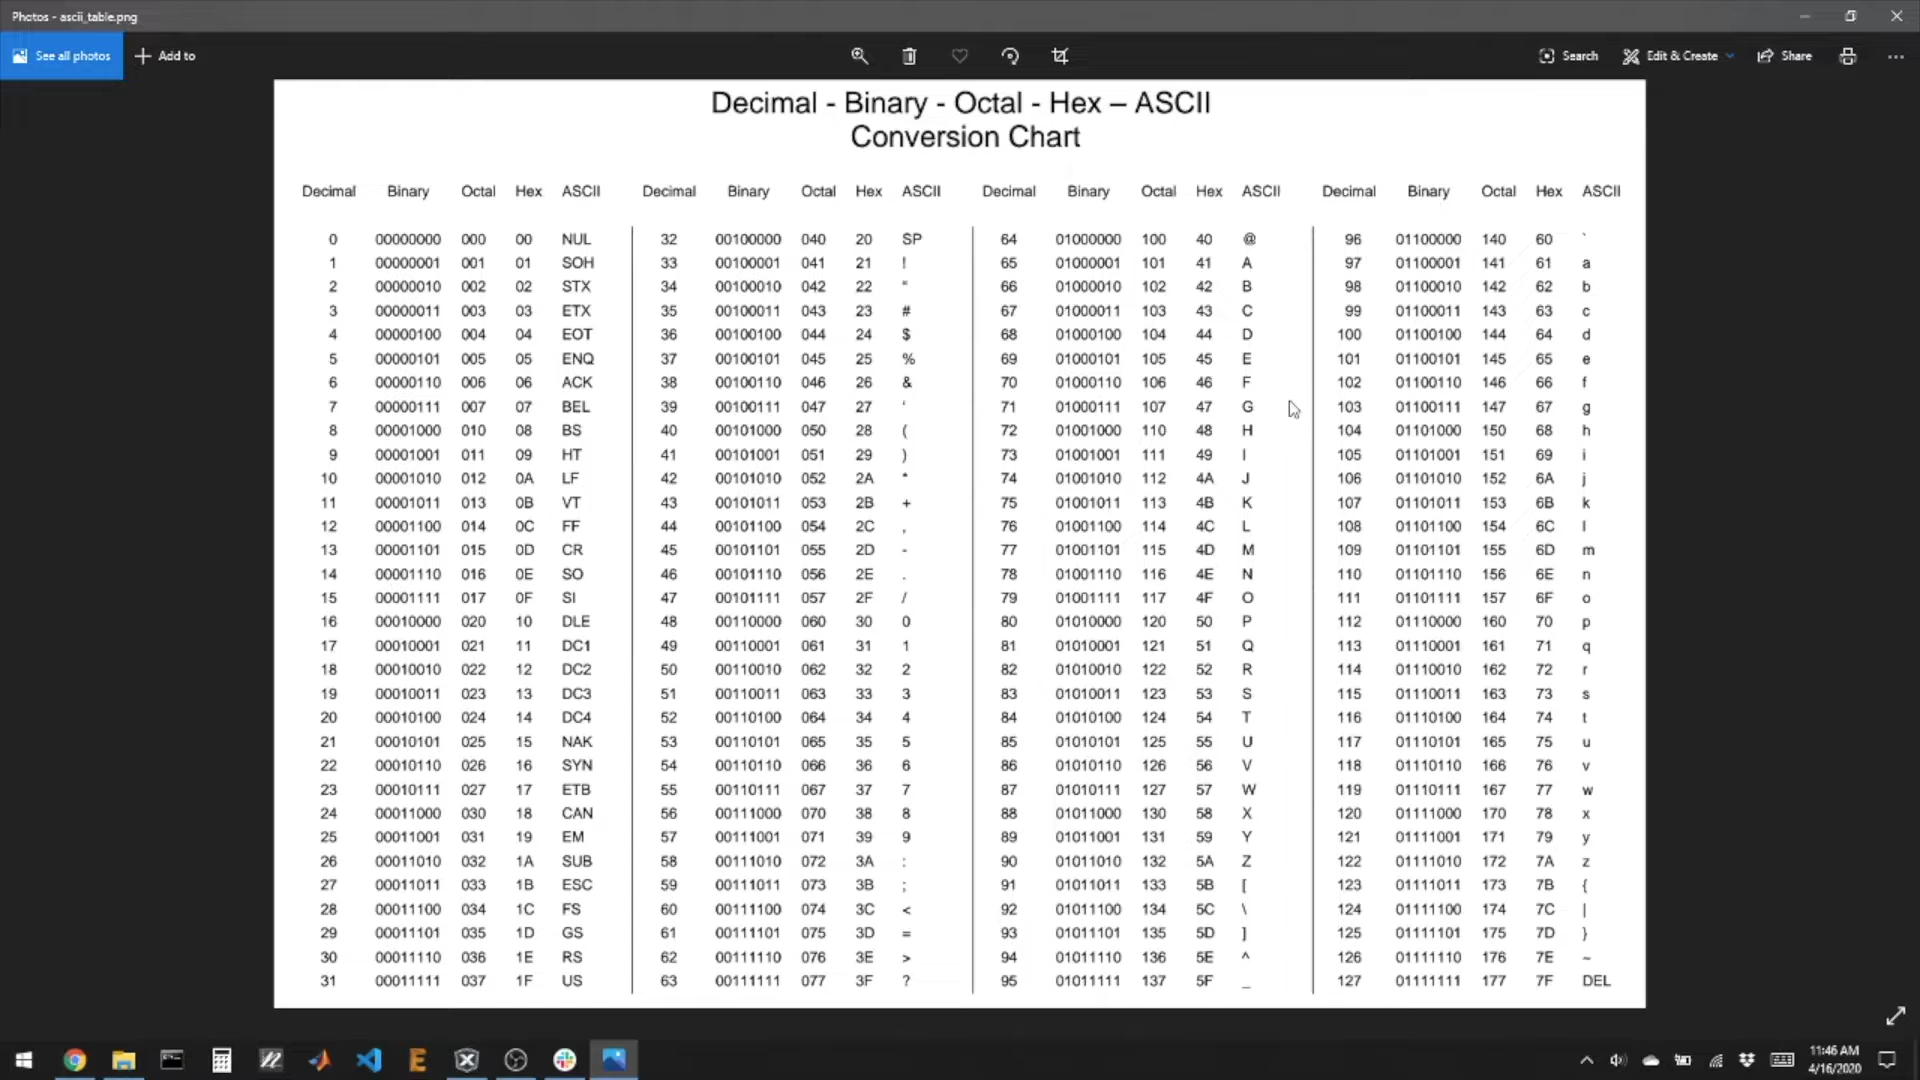 Photos - ascii_table.png
See all photos Add to Search Edit & Create Share
Decimal - Binary - Octal - Hex – ASCII
Conversion Chart
Decimal Binary Octal Hex ASCII Decimal Binary Octal Hex ASCII Decimal Binary Octal Hex ASCII Decimal Binary Octal Hex ASCII
0 00000000 000 00 NUL 32 00100000 040 20 SP 64 01000000 100 40 @ 96 01100000 140 60 `
1 00000001 001 01 SOH 33 00100001 041 21 ! 65 01000001 101 41 A 97 01100001 141 61 a
2 00000010 002 02 STX 34 00100010 042 22 “ 66 01000010 102 42 B 98 01100010 142 62 b
3 00000011 003 03 ETX 35 00100011 043 23 # 67 01000011 103 43 C 99 01100011 143 63 c
4 00000100 004 04 EOT 36 00100100 044 24 $ 68 01000100 104 44 D 100 01100100 144 64 d
5 00000101 005 05 ENQ 37 00100101 045 25 % 69 01000101 105 45 E 101 01100101 145 65 e
6 00000110 006 06 ACK 38 00100110 046 26 & 70 01000110 106 46 F 102 01100110 146 66 f
7 00000111 007 07 BEL 39 00100111 047 27 ‘ 71 01000111 107 47 G 103 01100111 147 67 g
8 00001000 010 08 BS 40 00101000 050 28 ( 72 01001000 110 48 H 104 01101000 150 68 h
9 00001001 011 09 HT 41 00101001 051 29 ) 73 01001001 111 49 I 105 01101001 151 69 i
10 00001010 012 0A LF 42 00101010 052 2A * 74 01001010 112 4A J 106 01101010 152 6A j
11 00001011 013 0B VT 43 00101011 053 2B + 75 01001011 113 4B K 107 01101011 153 6B k
12 00001100 014 0C FF 44 00101100 054 2C , 76 01001100 114 4C L 108 01101100 154 6C l
13 00001101 015 0D CR 45 00101101 055 2D - 77 01001101 115 4D M 109 01101101 155 6D m
14 00001110 016 0E SO 46 00101110 056 2E . 78 01001110 116 4E N 110 01101110 156 6E n
15 00001111 017 0F SI 47 00101111 057 2F / 79 01001111 117 4F O 111 01101111 157 6F o
16 00010000 020 10 DLE 48 00110000 060 30 0 80 01010000 120 50 P 112 01110000 160 70 p
17 00010001 021 11 DC1 49 00110001 061 31 1 81 01010001 121 51 Q 113 01110001 161 71 q
18 00010010 022 12 DC2 50 00110010 062 32 2 82 01010010 122 52 R 114 01110010 162 72 r
19 00010011 023 13 DC3 51 00110011 063 33 3 83 01010011 123 53 S 115 01110011 163 73 s
20 00010100 024 14 DC4 52 00110100 064 34 4 84 01010100 124 54 T 116 01110100 164 74 t
21 00010101 025 15 NAK 53 00110101 065 35 5 85 01010101 125 55 U 117 01110101 165 75 u
22 00010110 026 16 SYN 54 00110110 066 36 6 86 01010110 126 56 V 118 01110110 166 76 v
23 00010111 027 17 ETB 55 00110111 067 37 7 87 01010111 127 57 W 119 01110111 167 77 w
24 00011000 030 18 CAN 56 00111000 070 38 8 88 01011000 130 58 X 120 01111000 170 78 x
25 00011001 031 19 EM 57 00111001 071 39 9 89 01011001 131 59 Y 121 01111001 171 79 y
26 00011010 032 1A SUB 58 00111010 072 3A : 90 01011010 132 5A Z 122 01111010 172 7A z
27 00011011 033 1B ESC 59 00111011 073 3B ; 91 01011011 133 5B [ 123 01111011 173 7B {
28 00011100 034 1C FS 60 00111100 074 3C < 92 01011100 134 5C \ 124 01111100 174 7C |
29 00011101 035 1D GS 61 00111101 075 3D = 93 01011101 135 5D ] 125 01111101 175 7D }
30 00011110 036 1E RS 62 00111110 076 3E > 94 01011110 136 5E ^ 126 01111110 176 7E ~
31 00011111 037 1F US 63 00111111 077 3F ? 95 01011111 137 5F _ 127 01111111 177 7F DEL
11:46 AM
4/16/2020